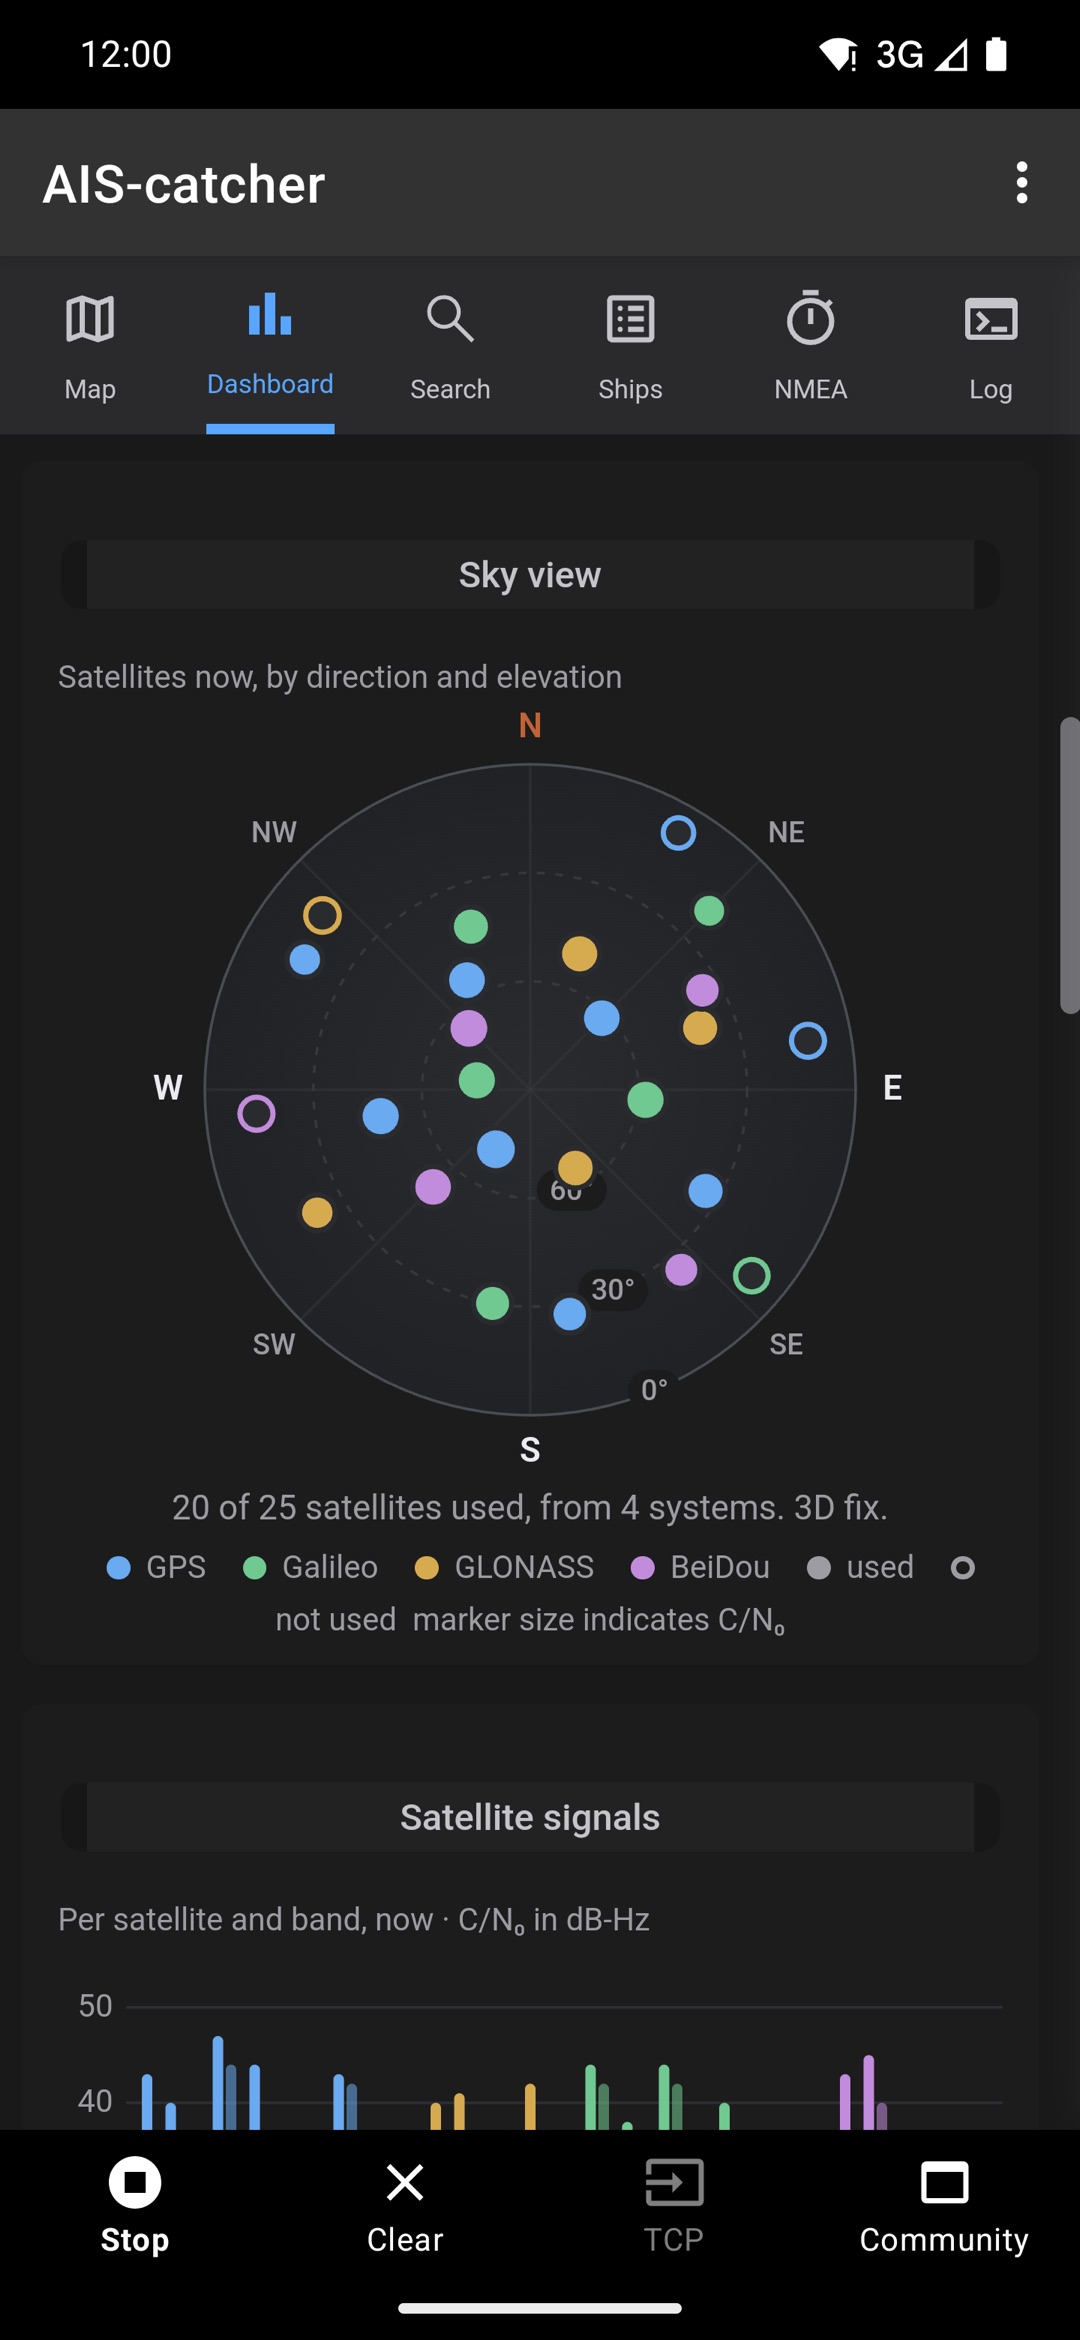 12:00 3G
AIS-catcher
Map Dashboard Search Ships NMEA Log
Sky view
Satellites now, by direction and elevation
N
NW NE
W E
60°
30°
SW SE
0°
S
20 of 25 satellites used, from 4 systems. 3D fix.
GPS Galileo GLONASS BeiDou used
not used marker size indicates C/N₀
Satellite signals
Per satellite and band, now · C/N₀ in dB-Hz
50
40
Stop Clear TCP Community